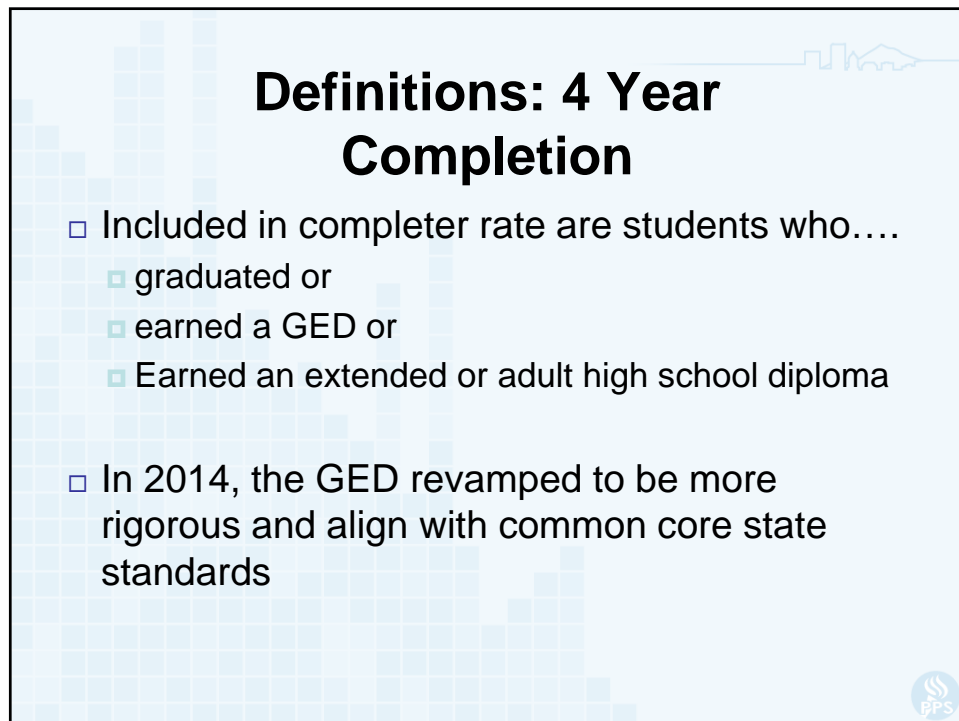 Definitions: 4 Year
Completion
Included in completer rate are students who….
graduated or
earned a GED or
Earned an extended or adult high school diploma
In 2014, the GED revamped to be more
rigorous and align with common core state
standards
PPS